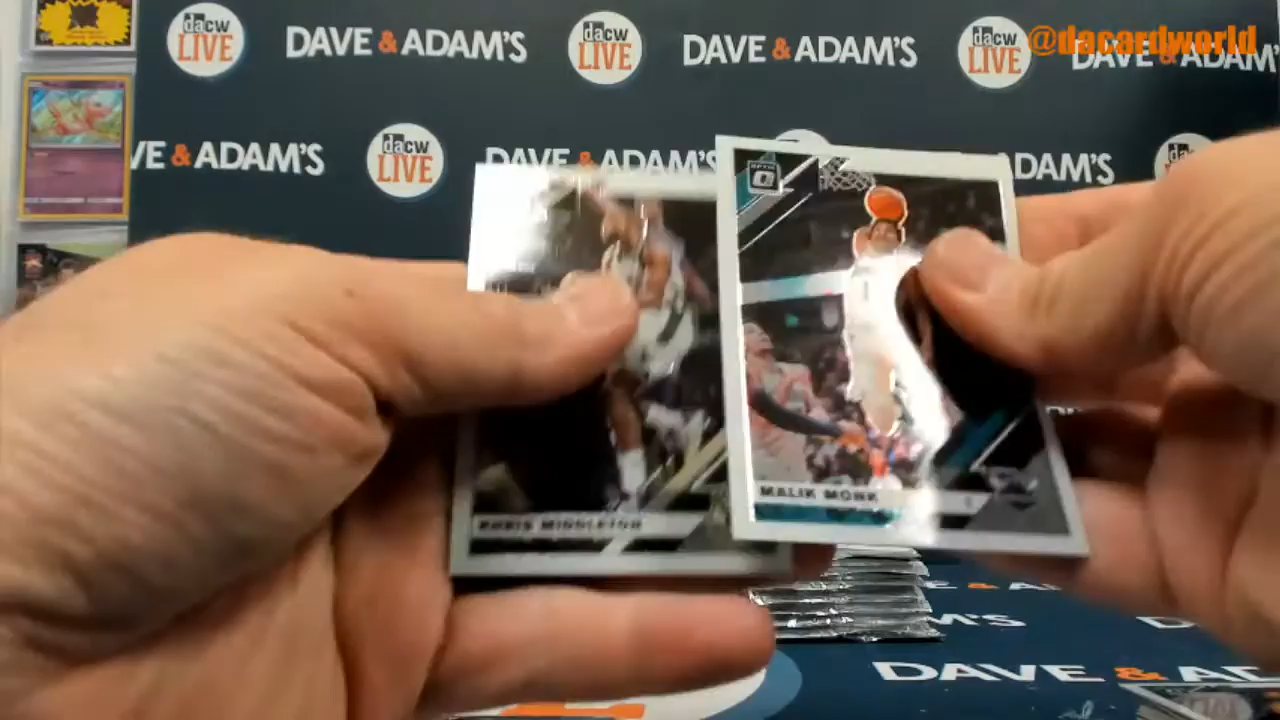 dacw
LIVE
DAVE & ADAM'S
dacw
LIVE
DAVE & ADAM'S
dacw
LIVE
DAVE & ADAM'S
@dacardworld
VE & ADAM'S
dacw
LIVE
DAVE & ADAM'S
ADAM'S
MALIK MONK
KHRIS MIDDLETON
E & A
M'S
D
DAVE & AD